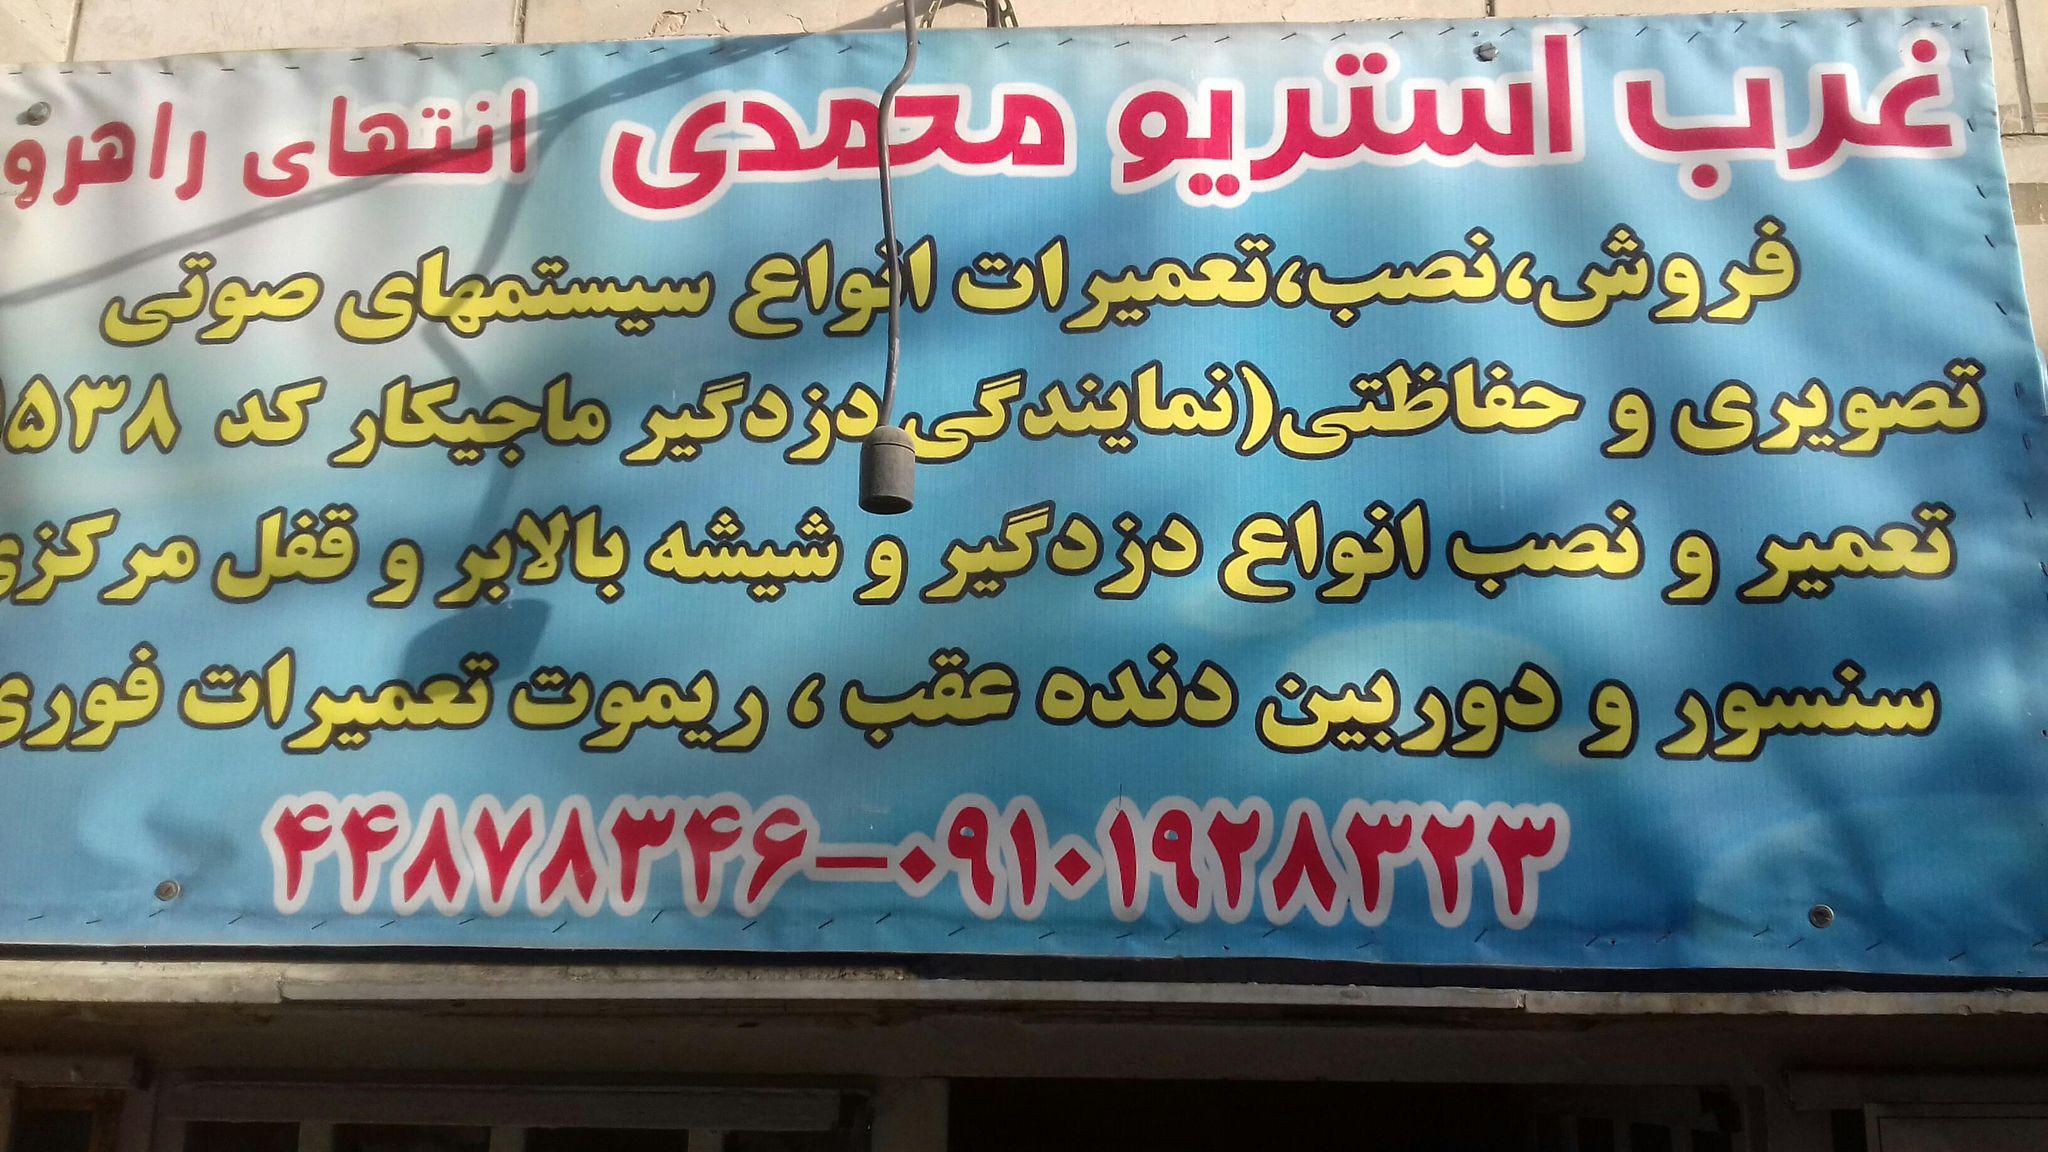 غرب استریو محمدی انتهای راهرو
فروش،نصب،تعمیرات انواع سیستمهای صوتی
تصویری و حفاظتی(نمایندگی دزدگیر ماجیکار کد ۵۳۸
تعمیر و نصب انواع دزدگیر و شیشه بالابر و قفل مرکزی
سنسور و دوربین دنده عقب ، ریموت تعمیرات فوری
۴۴۸۷۸۳۴۶-۰۹۱۰۱۹۲۸۳۲۳